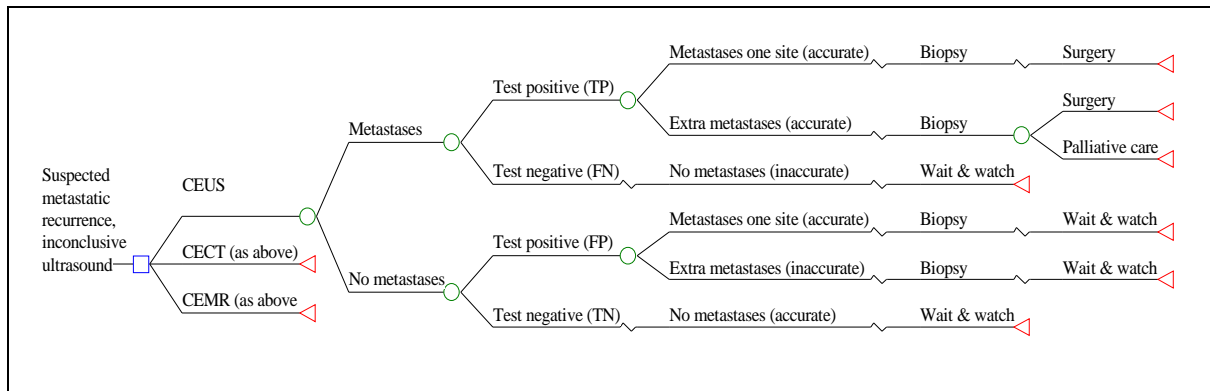 Metastases one site (accurate)
Biopsy
Surgery
Test positive (TP)
Surgery
Metastases
Extra metastases (accurate)
Biopsy
Palliative care
Suspected
metastatic
recurrence,
inconclusive
ultrasound
CEUS
Test negative (FN)
No metastases (inaccurate)
Wait & watch
Metastases one site (accurate)
Biopsy
Wait & watch
CECT (as above)
Test positive (FP)
No metastases
Extra metastases (inaccurate)
Biopsy
Wait & watch
CEMR (as above
Test negative (TN)
No metastases (accurate)
Wait & watch